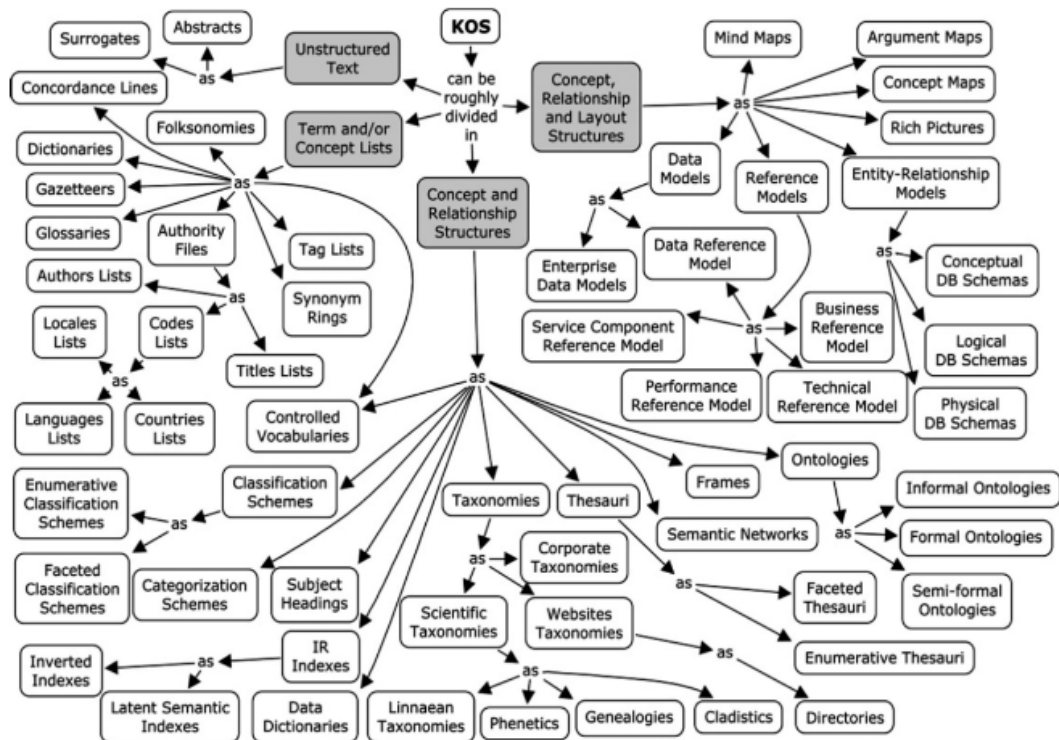 KOS
can be
roughly
divided
in
Unstructured
Text
as
Abstracts
Surrogates
Term and/or
Concept Lists
as
Concordance Lines
Folksonomies
Dictionaries
Gazetteers
Glossaries
Authority
Files
Tag Lists
Synonym
Rings
as
Authors Lists
Codes
Lists
Titles Lists
as
Locales
Lists
Languages
Lists
Countries
Lists
Controlled
Vocabularies
Concept,
Relationship
and Layout
Structures
as
Mind Maps
Argument Maps
Concept Maps
Rich Pictures
Data
Models
Reference
Models
Entity-Relationship
Models
as
Enterprise
Data Models
Data Reference
Model
as
Service Component
Reference Model
Business
Reference
Model
Performance
Reference Model
Technical
Reference Model
as
Conceptual
DB Schemas
Logical
DB Schemas
Physical
DB Schemas
Concept and
Relationship
Structures
as
Classification
Schemes
as
Enumerative
Classification
Schemes
Faceted
Classification
Schemes
Categorization
Schemes
Subject
Headings
IR
Indexes
as
Inverted
Indexes
Latent Semantic
Indexes
Data
Dictionaries
Taxonomies
as
Corporate
Taxonomies
Scientific
Taxonomies
Websites
Taxonomies
as
Linnaean
Taxonomies
Phenetics
Genealogies
Cladistics
as
Directories
Thesauri
as
Faceted
Thesauri
Enumerative Thesauri
Semantic Networks
Frames
Ontologies
as
Informal Ontologies
Formal Ontologies
Semi-formal
Ontologies